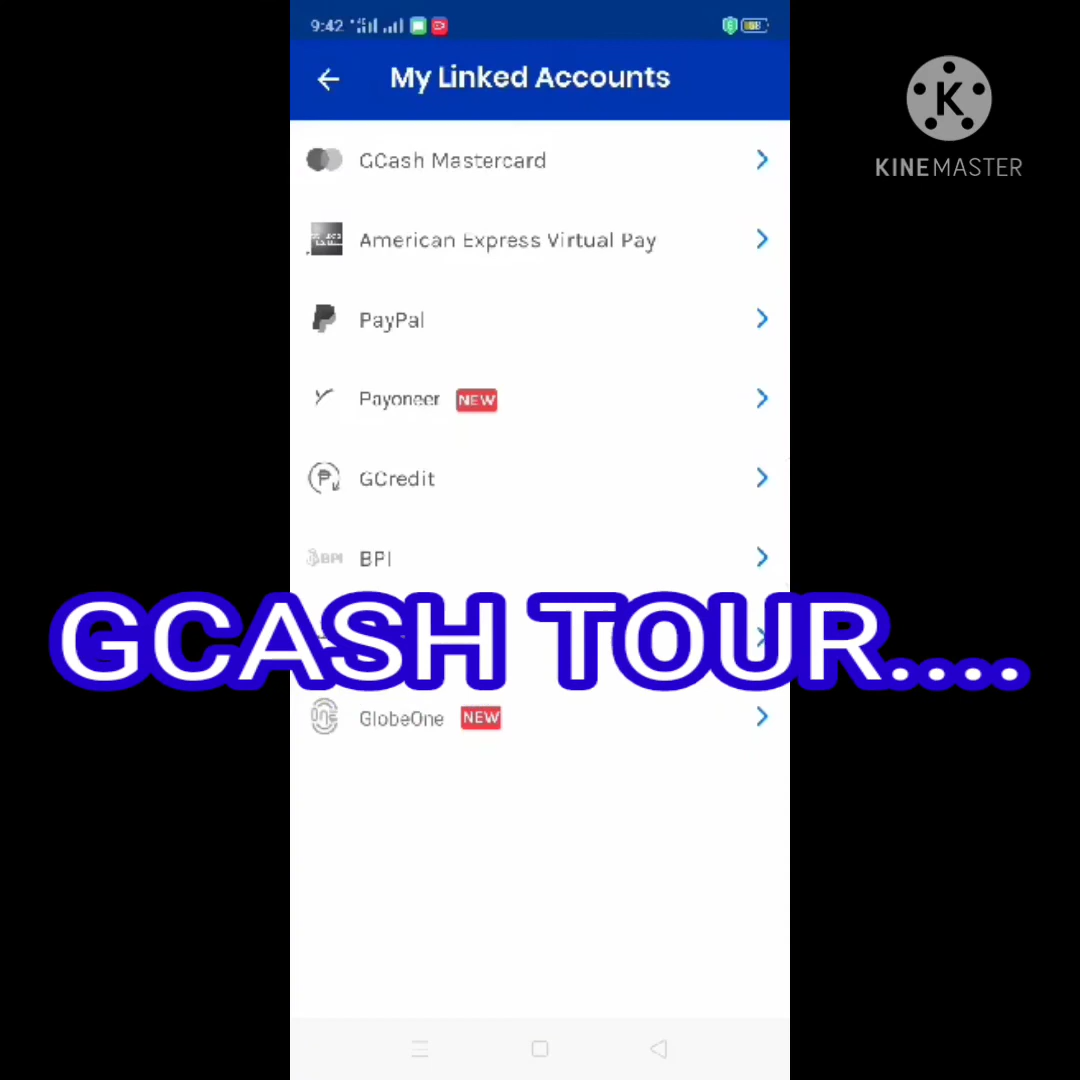 9:42
My Linked Accounts
KINEMASTER
GCash Mastercard
American Express Virtual Pay
PayPal
Payoneer NEW
GCredit
BPI BPI
GCASH TOUR....
GlobeOne NEW